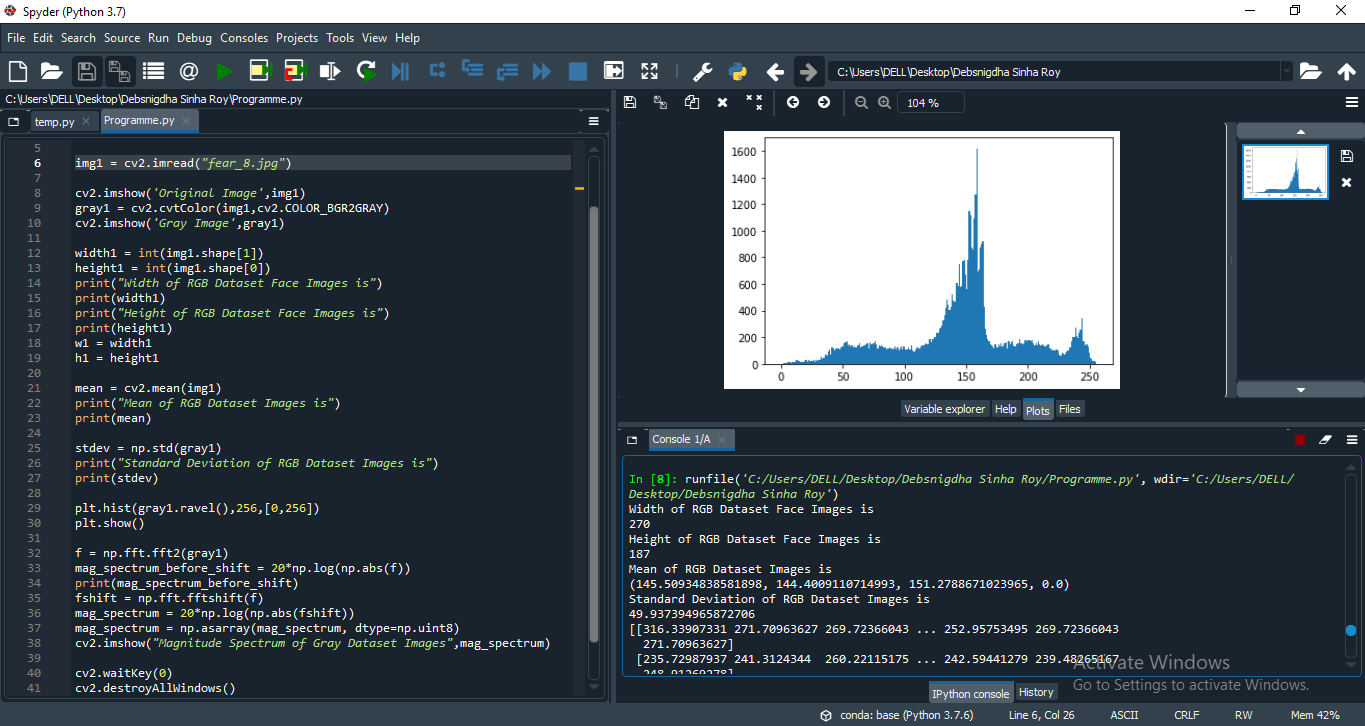 Spyder (Python 3.7)
File Edit Search Source Run Debug Consoles Projects Tools View Help
C:\Users\DELL\Desktop\Debsnigdha Sinha Roy
C:\Users\DELL\Desktop\Debsnigdha Sinha Roy\Programme.py
temp.py
Programme.py
5
6 img1 = cv2.imread("fear_8.jpg")
7
8 cv2.imshow('Original Image',img1)
9 gray1 = cv2.cvtColor(img1,cv2.COLOR_BGR2GRAY)
10 cv2.imshow('Gray Image',gray1)
11
12 width1 = int(img1.shape[1])
13 height1 = int(img1.shape[0])
14 print("Width of RGB Dataset Face Images is")
15 print(width1)
16 print("Height of RGB Dataset Face Images is")
17 print(height1)
18 w1 = width1
19 h1 = height1
20
21 mean = cv2.mean(img1)
22 print("Mean of RGB Dataset Images is")
23 print(mean)
24
25 stdev = np.std(gray1)
26 print("Standard Deviation of RGB Dataset Images is")
27 print(stdev)
28
29 plt.hist(gray1.ravel(),256,[0,256])
30 plt.show()
31
32 f = np.fft.fft2(gray1)
33 mag_spectrum_before_shift = 20*np.log(np.abs(f))
34 print(mag_spectrum_before_shift)
35 fshift = np.fft.fftshift(f)
36 mag_spectrum = 20*np.log(np.abs(fshift))
37 mag_spectrum = np.asarray(mag_spectrum, dtype=np.uint8)
38 cv2.imshow("Magnitude Spectrum of Gray Dataset Images",mag_spectrum)
39
40 cv2.waitKey(0)
41 cv2.destroyAllWindows()
104 %
1600
1400
1200
1000
800
600
400
200
0
0 50 100 150 200 250
Variable explorer Help Plots Files
Console 1/A
In [8]: runfile('C:/Users/DELL/Desktop/Debsnigdha Sinha Roy/Programme.py', wdir='C:/Users/DELL/
Desktop/Debsnigdha Sinha Roy')
Width of RGB Dataset Face Images is
270
Height of RGB Dataset Face Images is
187
Mean of RGB Dataset Images is
(145.50934838581898, 144.4009110714993, 151.2788671023965, 0.0)
Standard Deviation of RGB Dataset Images is
49.937394965872706
[[316.33907331 271.70963627 269.72366043 ... 252.95753495 269.72366043
271.70963627]
[235.72987937 241.3124344 260.22115175 ... 242.59441279 239.48265167
248.91269278]
Activate Windows
Go to Settings to activate Windows.
IPython console History
conda: base (Python 3.7.6) Line 6, Col 26 ASCII CRLF RW Mem 42%